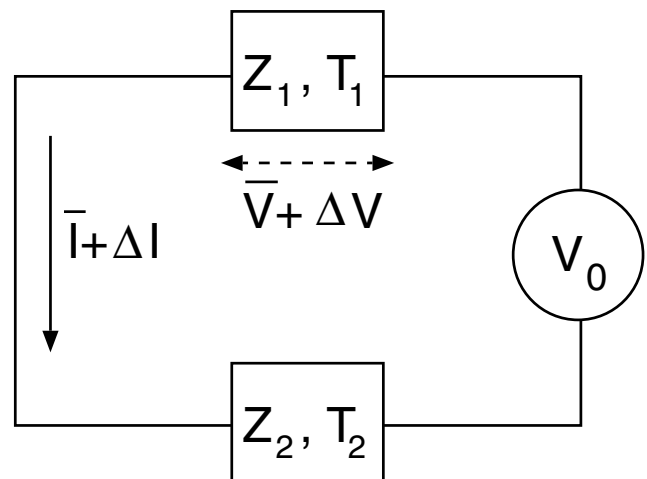 Z₁, T₁
V̅+ ΔV
I̅+ΔI
V₀
Z₂, T₂